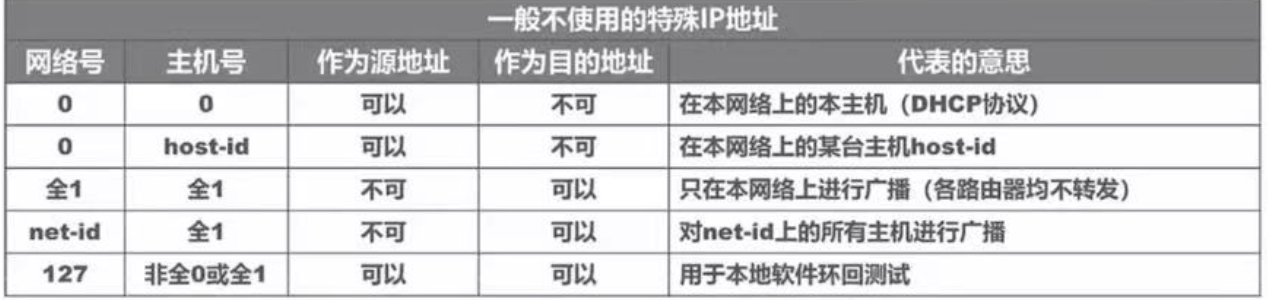 一般不使用的特殊IP地址
网络号 主机号 作为源地址 作为目的地址 代表的意思
0 0 可以 不可 在本网络上的本主机（DHCP协议）
0 host-id 可以 不可 在本网络上的某台主机host-id
全1 全1 不可 可以 只在本网络上进行广播（各路由器均不转发）
net-id 全1 不可 可以 对net-id上的所有主机进行广播
127 非全0或全1 可以 可以 用于本地软件环回测试